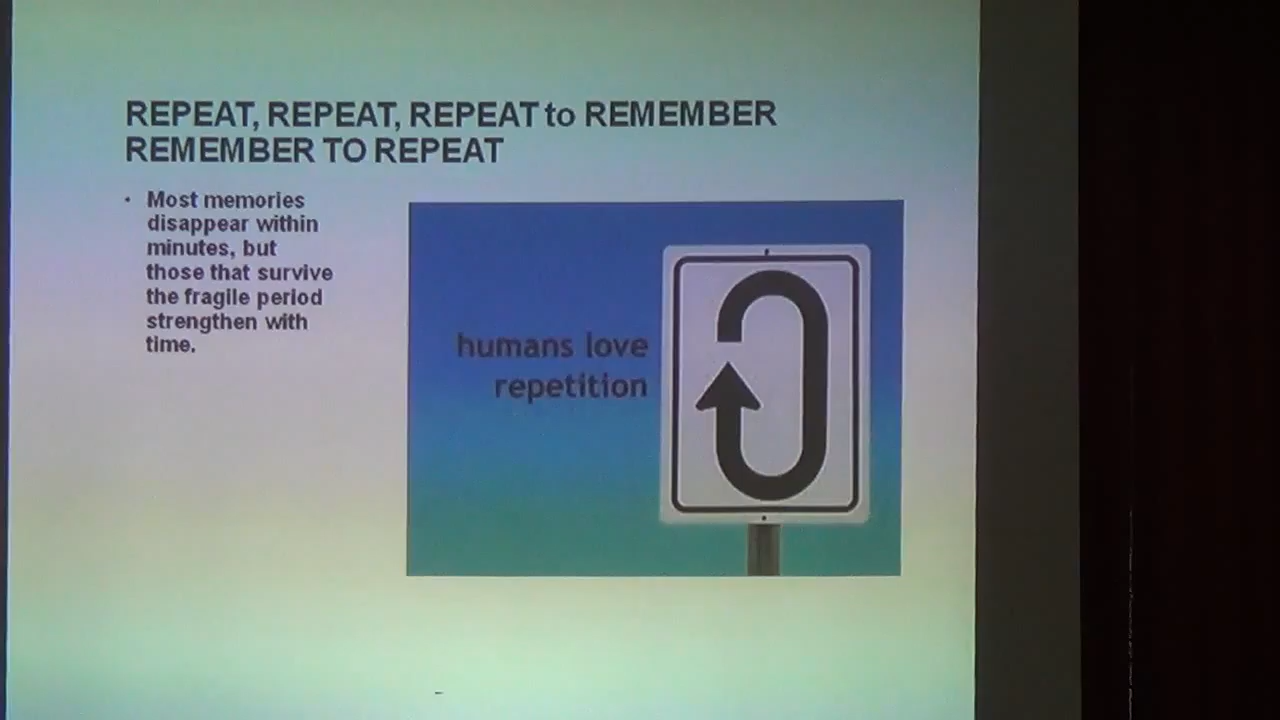 REPEAT, REPEAT, REPEAT to REMEMBER
REMEMBER TO REPEAT
• Most memories
disappear within
minutes, but
those that survive
the fragile period
strengthen with
time.
humans love
repetition